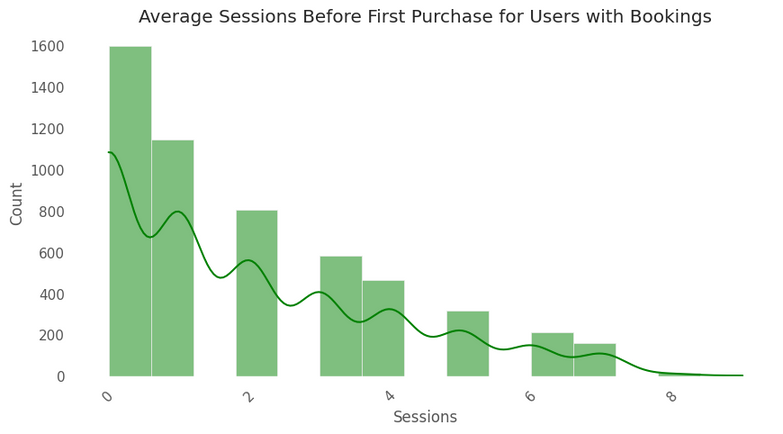 Average Sessions Before First Purchase for Users with Bookings
1600
1400
1200
1000
800
600
400
200
0
Count
0 2 4 6 8
Sessions